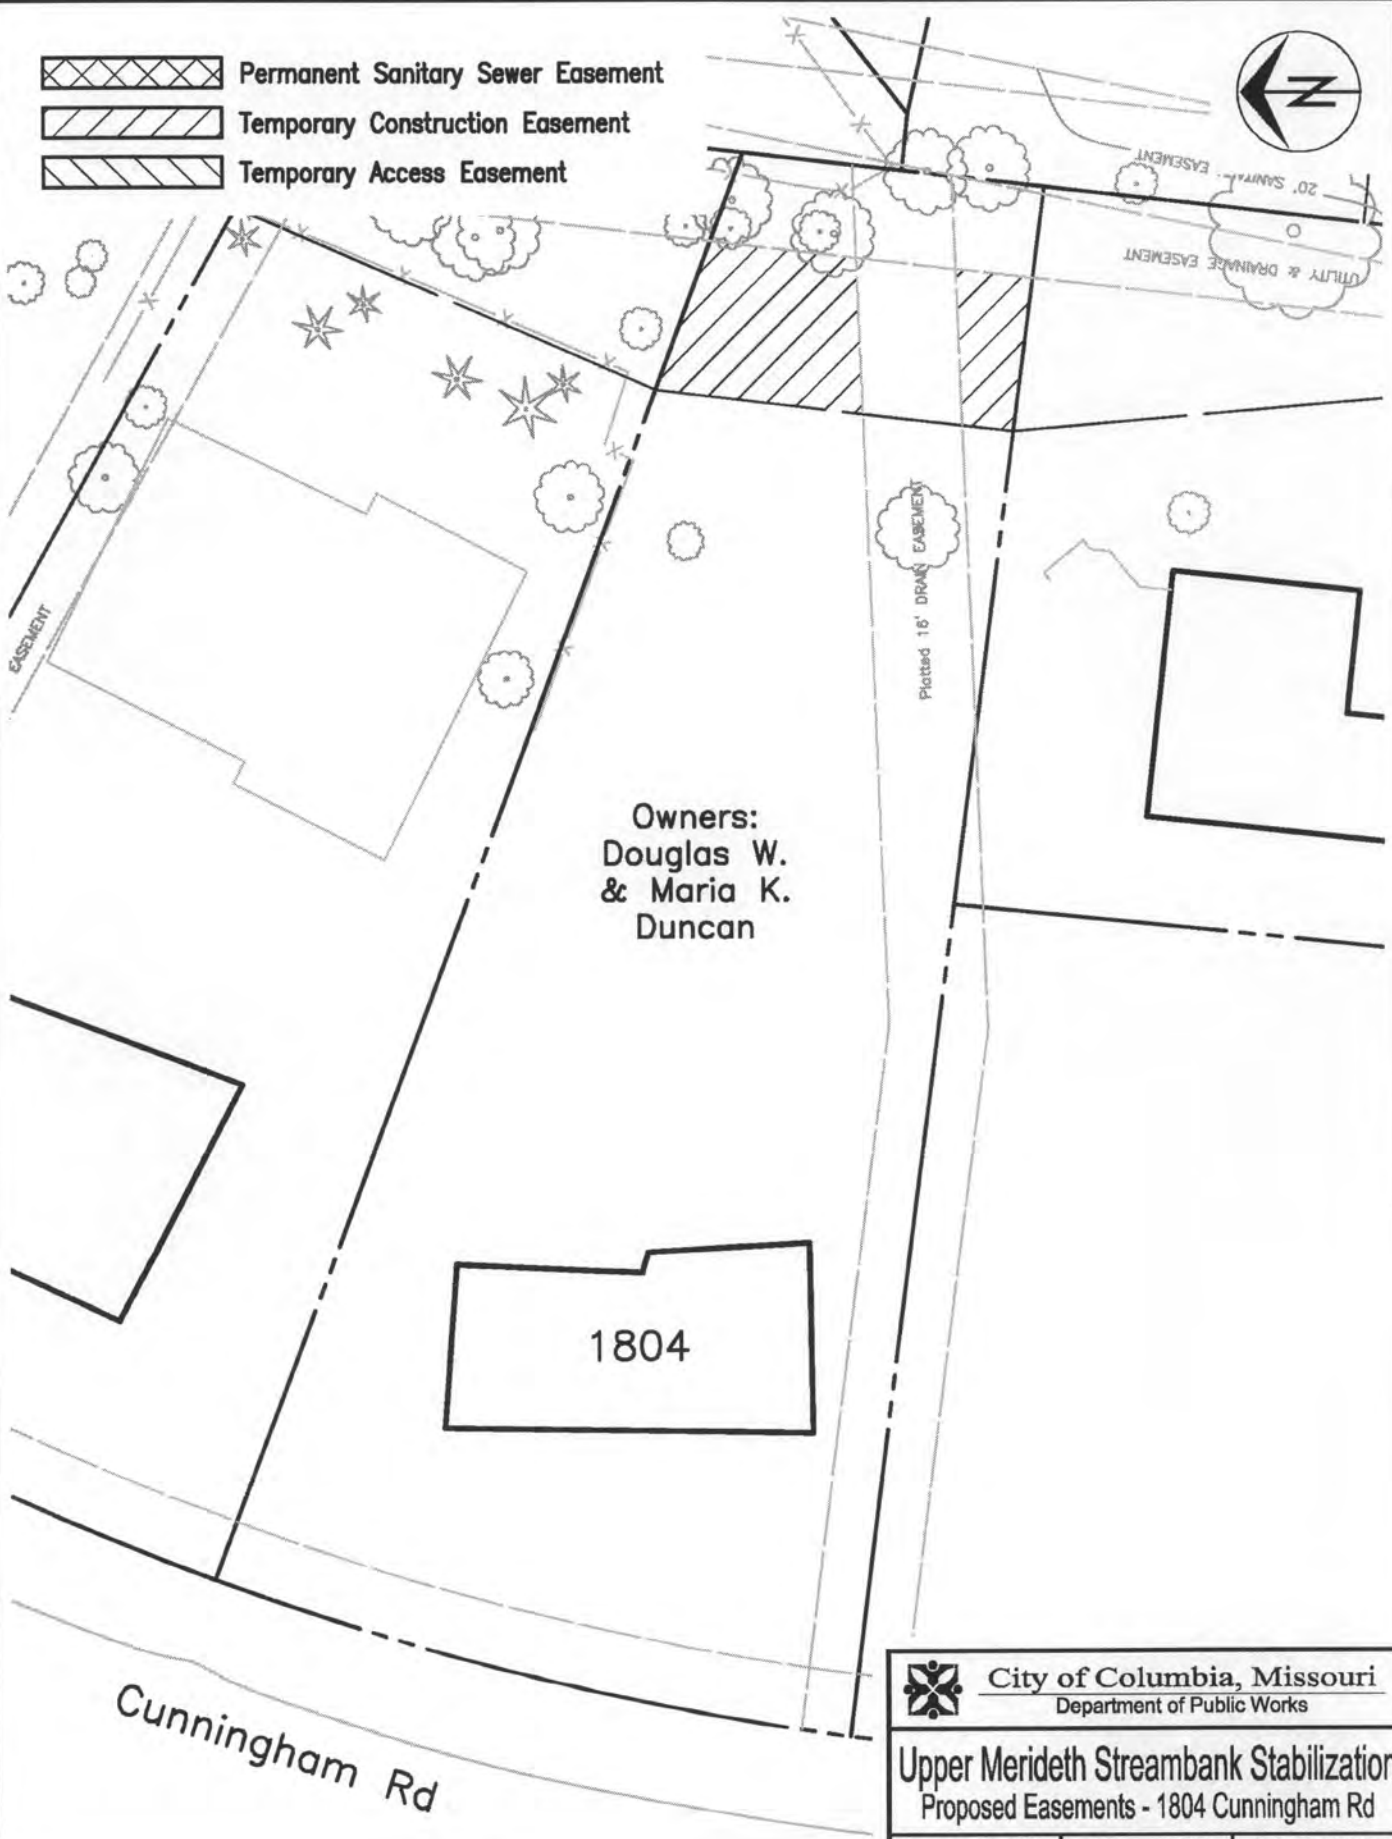 Permanent Sanitary Sewer Easement
Temporary Construction Easement
Temporary Access Easement
N
20' SANITARY EASEMENT
UTILITY & DRAINAGE EASEMENT
EASEMENT
Platted 16' DRAIN EASEMENT
Owners:
Douglas W.
& Maria K.
Duncan
1804
Cunningham Rd
City of Columbia, Missouri
Department of Public Works
Upper Merideth Streambank Stabilization
Proposed Easements - 1804 Cunningham Rd